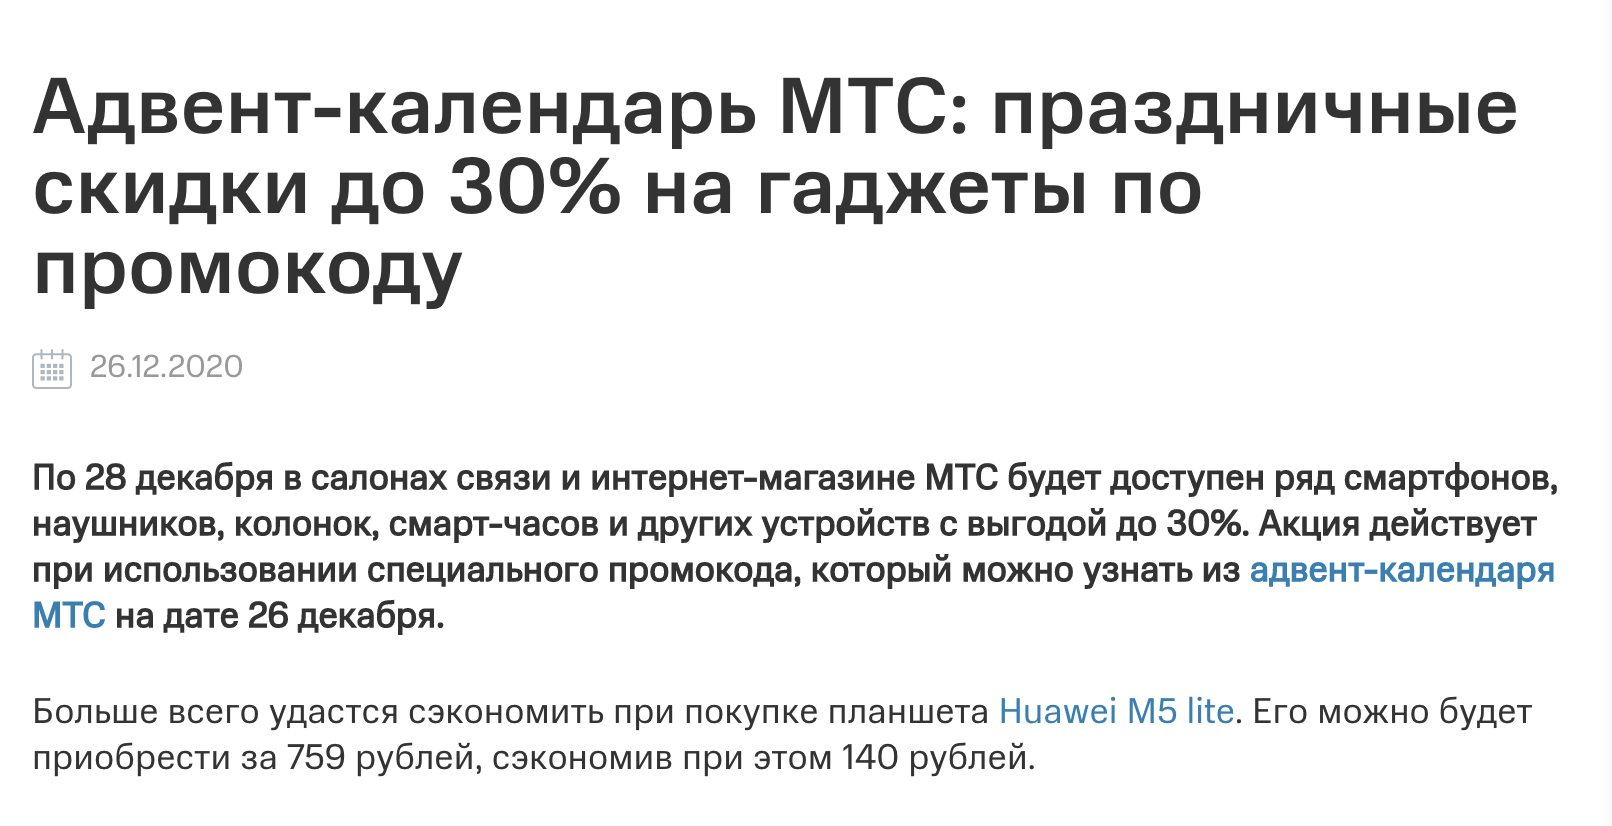 Адвент-календарь МТС: праздничные
скидки до 30% на гаджеты по
промокоду
26.12.2020
По 28 декабря в салонах связи и интернет-магазине МТС будет доступен ряд смартфонов,
наушников, колонок, смарт-часов и других устройств с выгодой до 30%. Акция действует
при использовании специального промокода, который можно узнать из адвент-календаря
МТС на дате 26 декабря.
Больше всего удастся сэкономить при покупке планшета Huawei M5 lite. Его можно будет
приобрести за 759 рублей, сэкономив при этом 140 рублей.